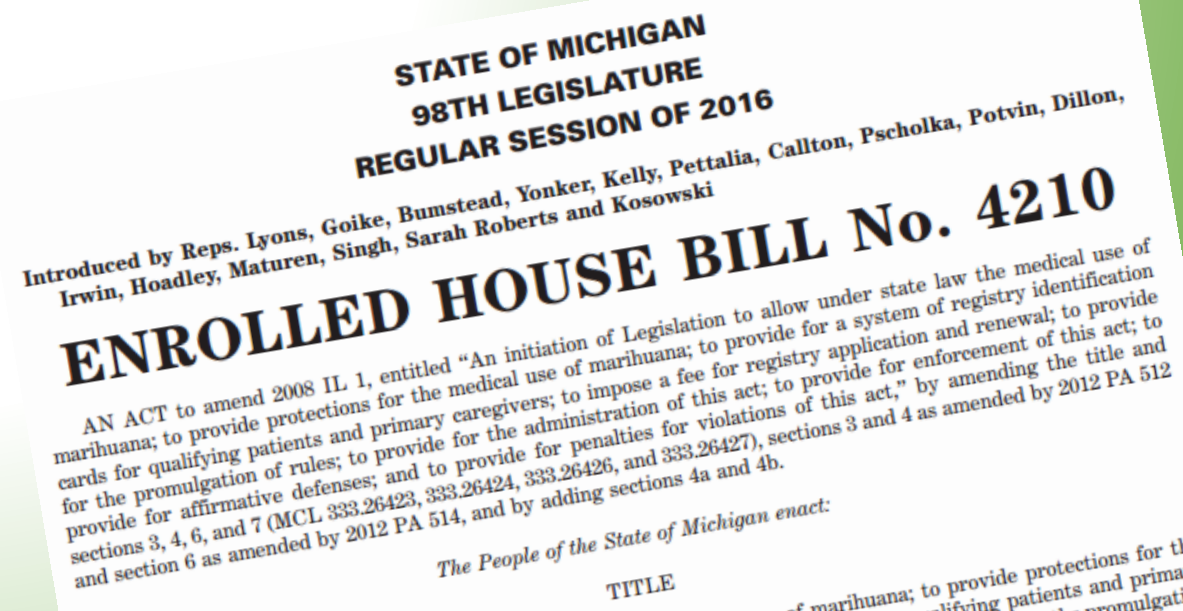 STATE OF MICHIGAN
98TH LEGISLATURE
REGULAR SESSION OF 2016
Introduced by Reps. Lyons, Goike, Bumstead, Yonker, Kelly, Pettalia, Callton, Pscholka, Potvin, Dillon,
Irwin, Hoadley, Maturen, Singh, Sarah Roberts and Kosowski
ENROLLED HOUSE BILL No. 4210
AN ACT to amend 2008 IL 1, entitled “An initiation of Legislation to allow under state law the medical use of
marihuana; to provide protections for the medical use of marihuana; to provide for a system of registry identification
cards for qualifying patients and primary caregivers; to impose a fee for registry application and renewal; to provide
for the promulgation of rules; to provide for the administration of this act; to provide for enforcement of this act; to
provide for affirmative defenses; and to provide for penalties for violations of this act,” by amending the title and
sections 3, 4, 6, and 7 (MCL 333.26423, 333.26424, 333.26426, and 333.26427), sections 3 and 4 as amended by 2012 PA 512
and section 6 as amended by 2012 PA 514, and by adding sections 4a and 4b.
The People of the State of Michigan enact:
TITLE
of marihuana; to provide protections for th
lifying patients and prima
promulgati